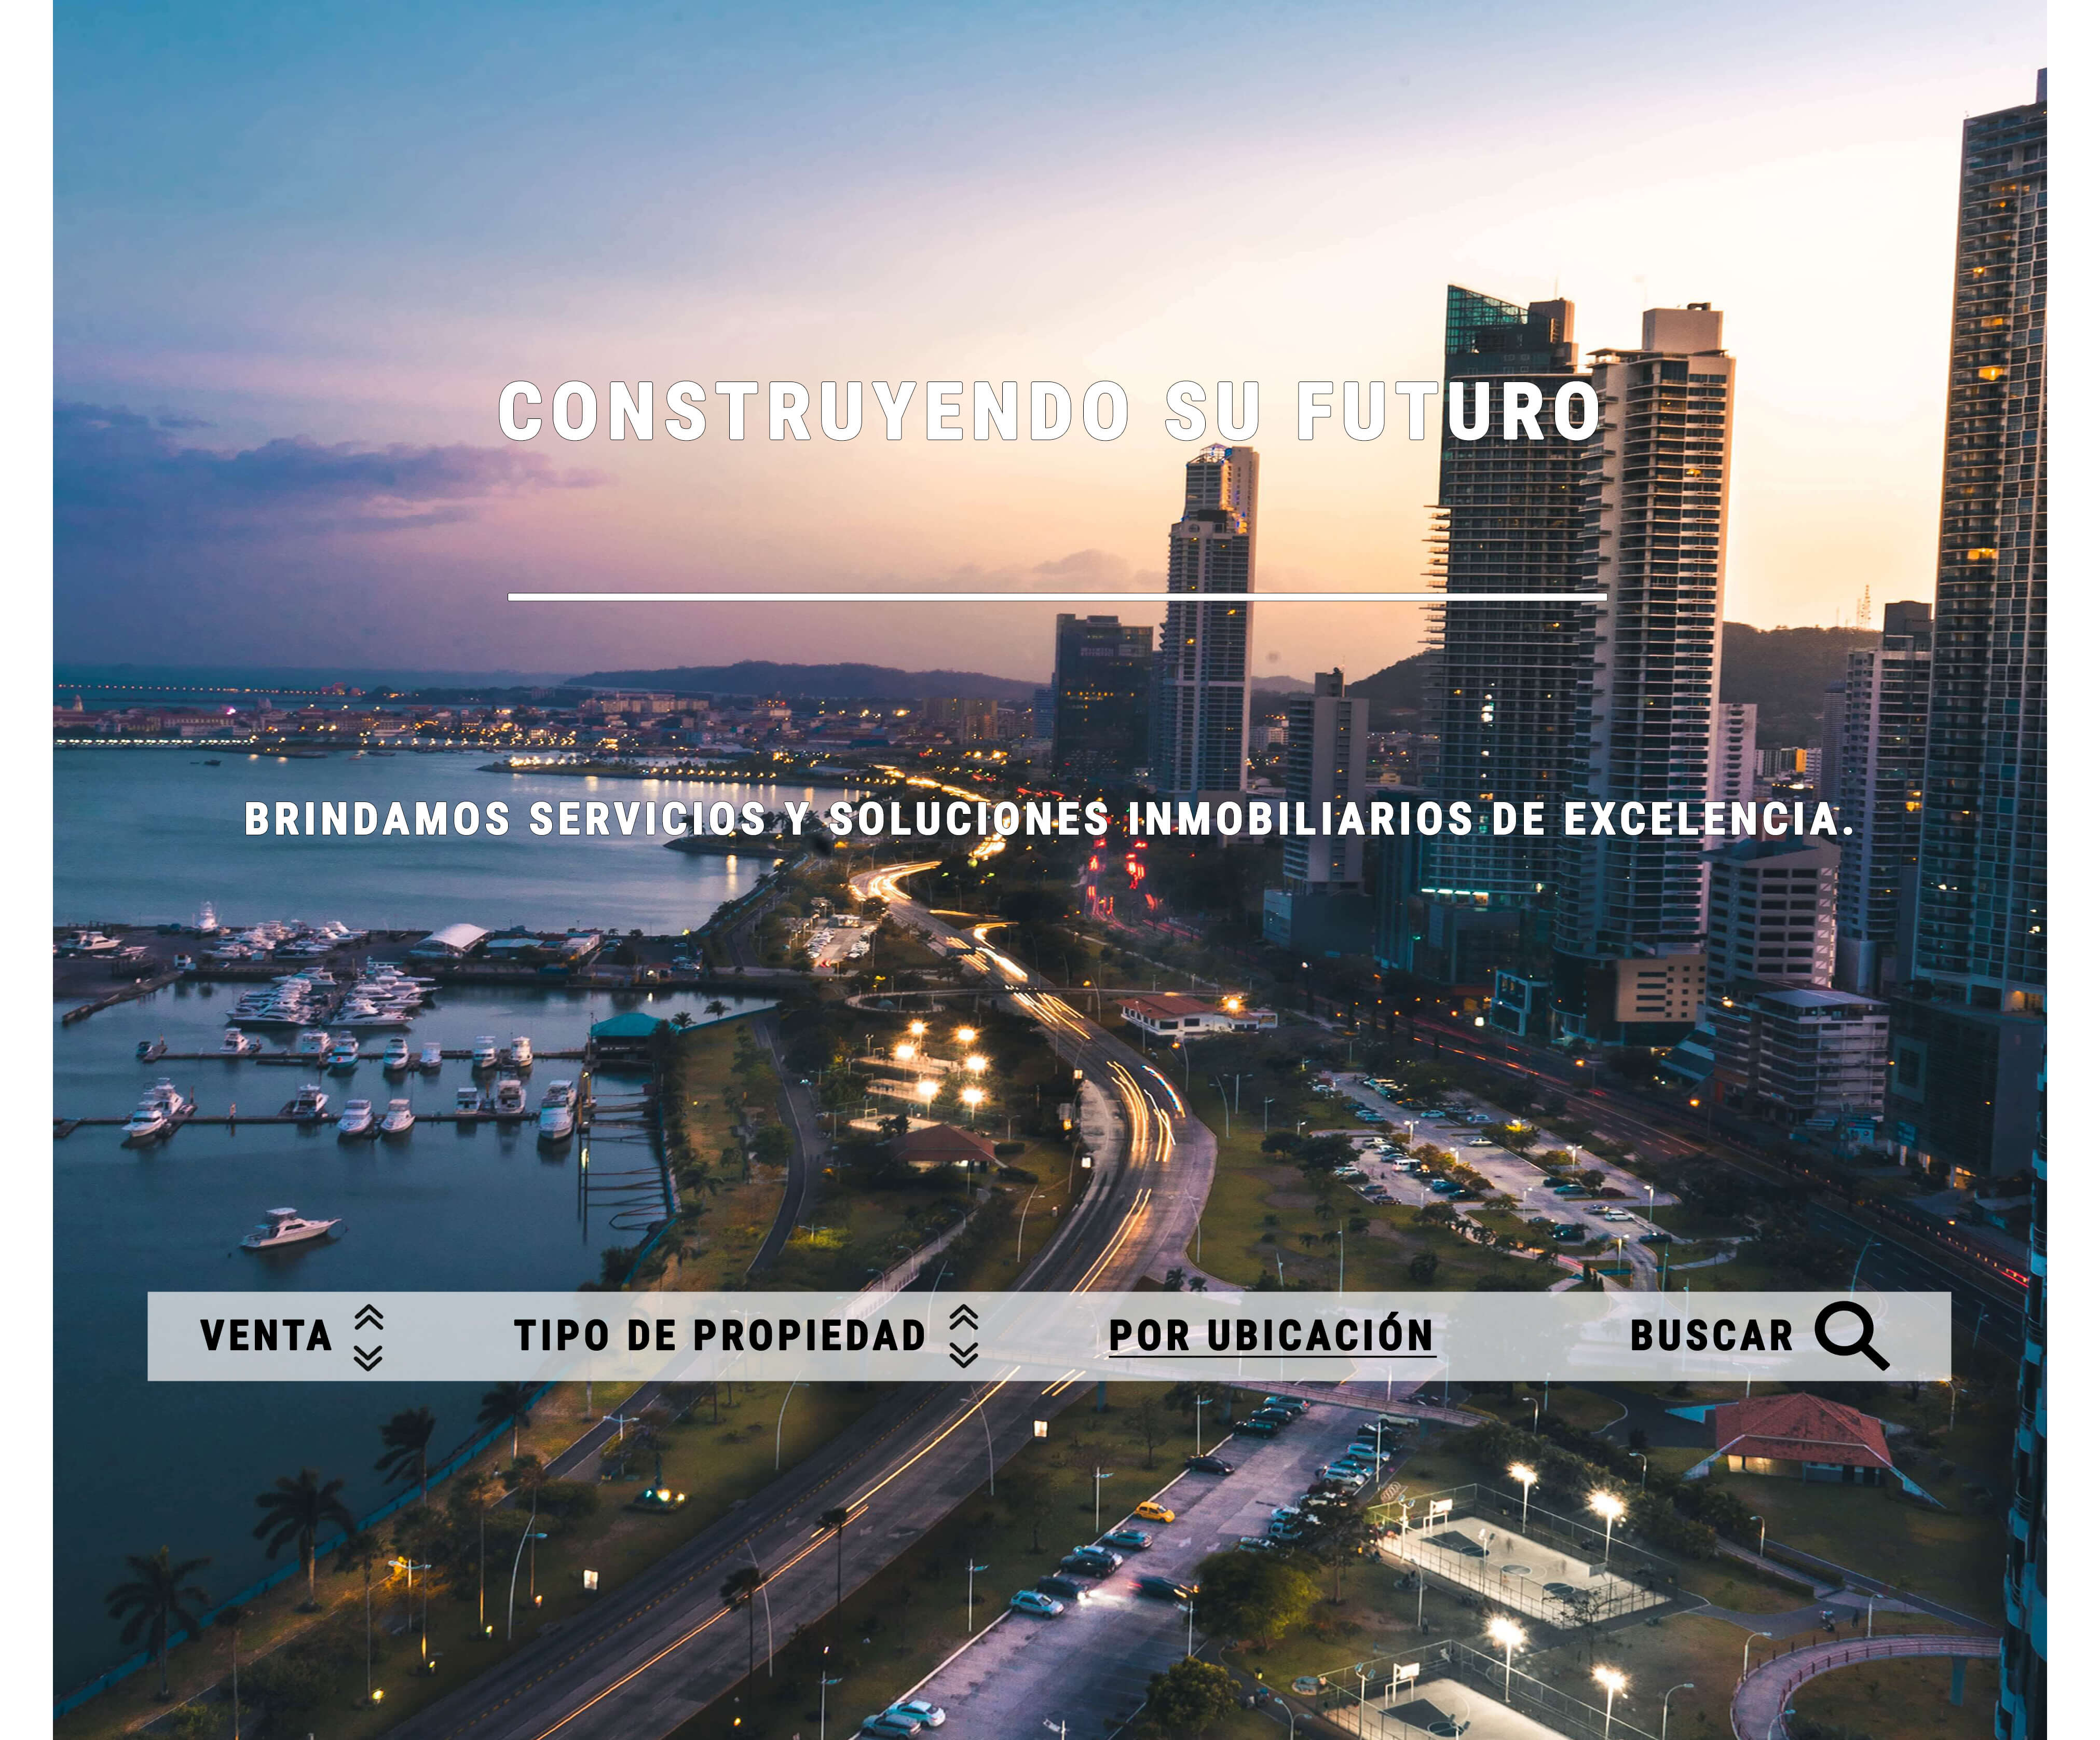 CONSTRUYENDO SU FUTURO
BRINDAMOS SERVICIOS Y SOLUCIONES INMOBILIARIOS DE EXCELENCIA.
VENTA TIPO DE PROPIEDAD POR UBICACIÓN BUSCAR